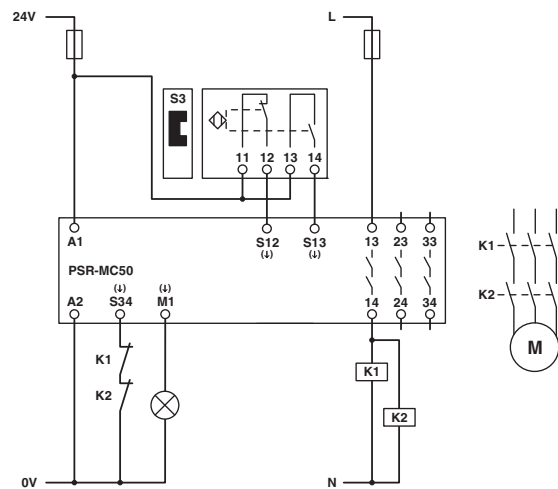 24V
L
S3
11 12 13 14
A1
S12
(↓)
S13
(↓)
13 23 33
PSR-MC50
(↓)
(↓)
A2 S34 M1
14 24 34
K1
K2
M
K1
K2
K1
K2
0V
N